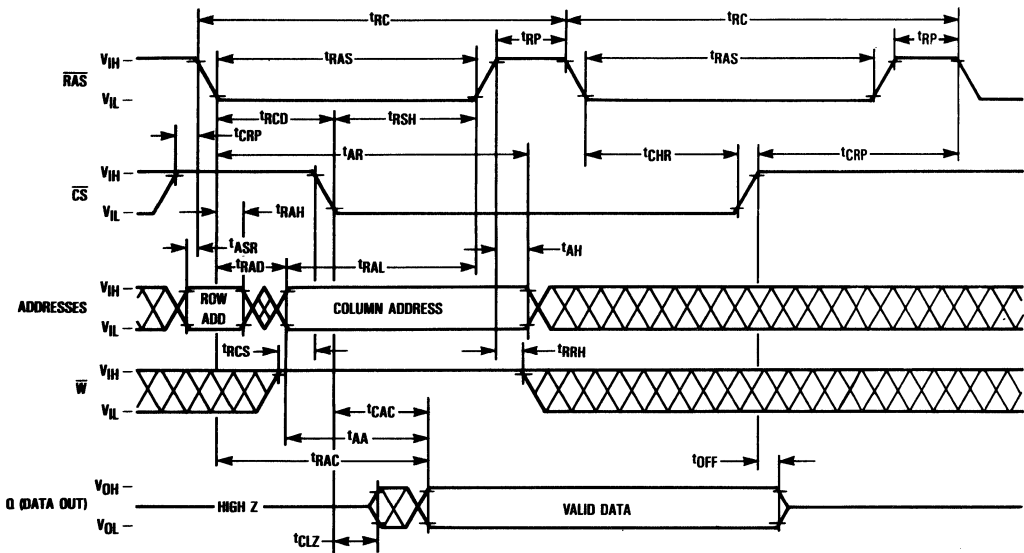 tRC tRC
tRP tRP
VIH
RAS
tRAS tRAS
VIL
tRCD tRSH
tCRP
tAR tCHR tCRP
VIH
CS
VIL
tRAH
tASR tAH
tRAD tRAL
VIH
ADDRESSES ROW ADD COLUMN ADDRESS
VIL
tRCS tRRH
VIH
W
VIL
tCAC
tAA
tRAC tOFF
VOH
Q (DATA OUT) HIGH Z VALID DATA
VOL
tCLZ